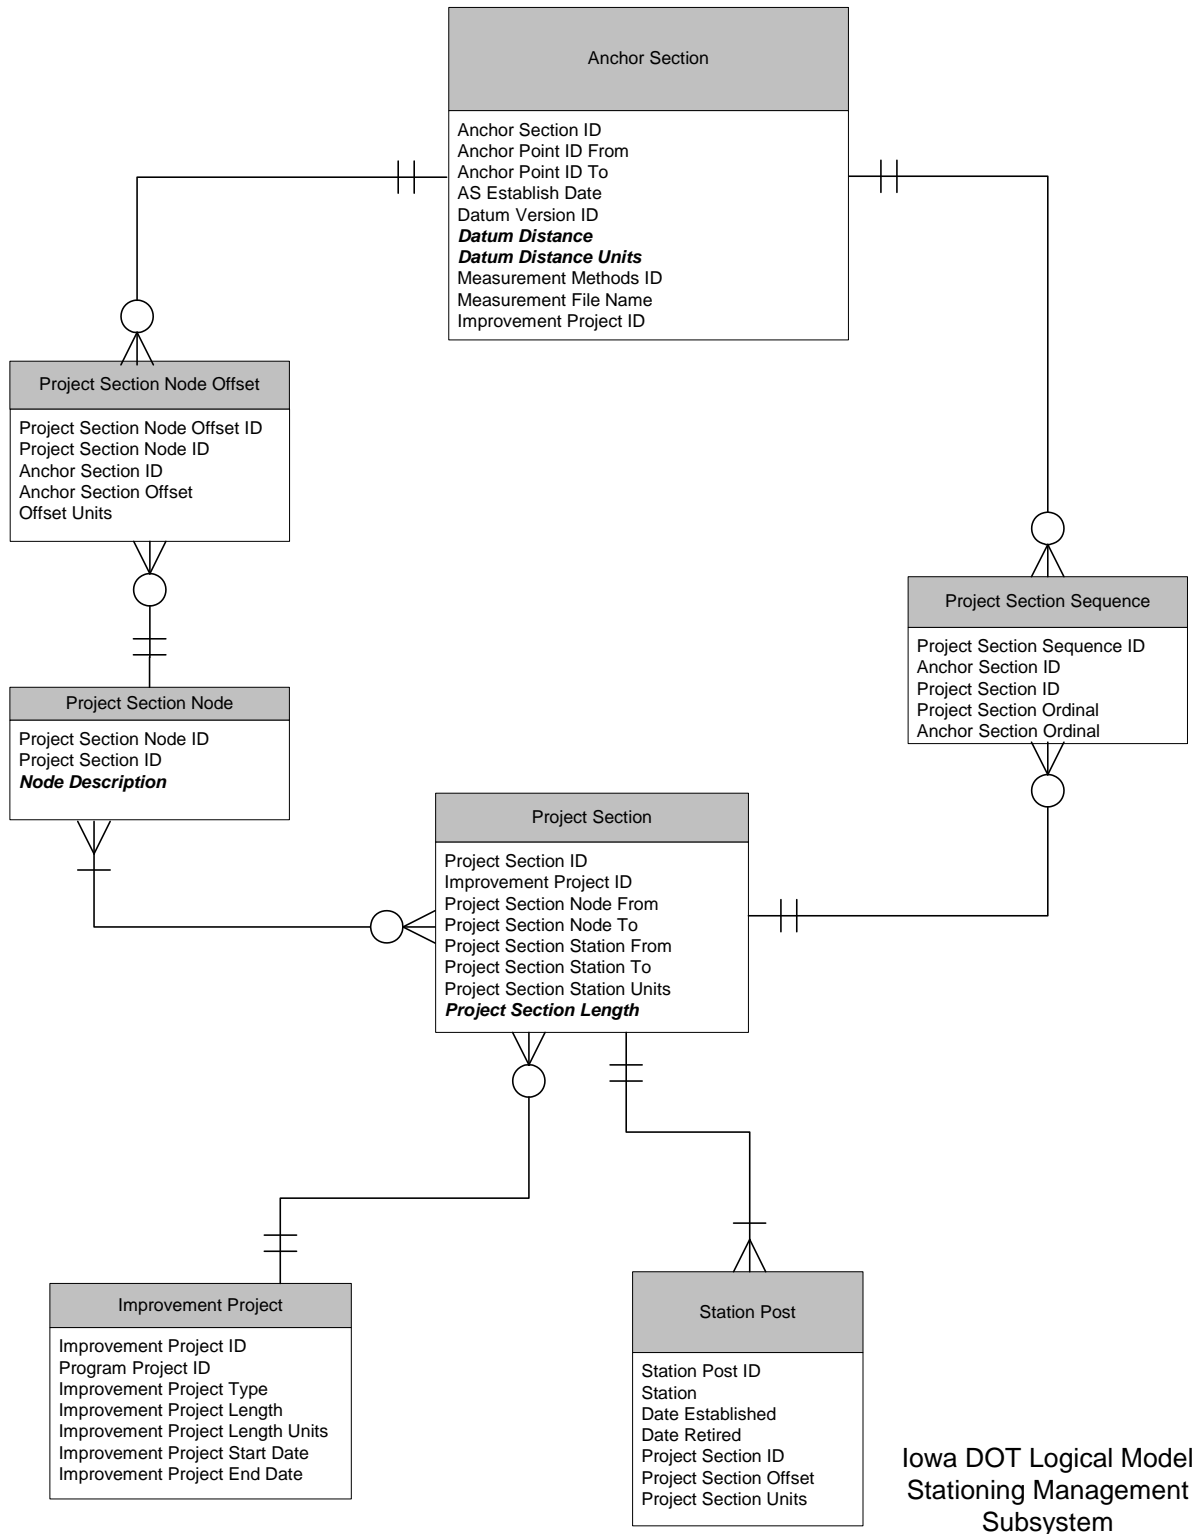 Anchor Section
Anchor Section ID
Anchor Point ID From
Anchor Point ID To
AS Establish Date
Datum Version ID
Datum Distance
Datum Distance Units
Measurement Methods ID
Measurement File Name
Improvement Project ID
Project Section Node Offset
Project Section Node Offset ID
Project Section Node ID
Anchor Section ID
Anchor Section Offset
Offset Units
Project Section Sequence
Project Section Sequence ID
Anchor Section ID
Project Section ID
Project Section Ordinal
Anchor Section Ordinal
Project Section Node
Project Section Node ID
Project Section ID
Node Description
Project Section
Project Section ID
Improvement Project ID
Project Section Node From
Project Section Node To
Project Section Station From
Project Section Station To
Project Section Station Units
Project Section Length
Improvement Project
Improvement Project ID
Program Project ID
Improvement Project Type
Improvement Project Length
Improvement Project Length Units
Improvement Project Start Date
Improvement Project End Date
Station Post
Station Post ID
Station
Date Established
Date Retired
Project Section ID
Project Section Offset
Project Section Units
Iowa DOT Logical Model
Stationing Management
Subsystem